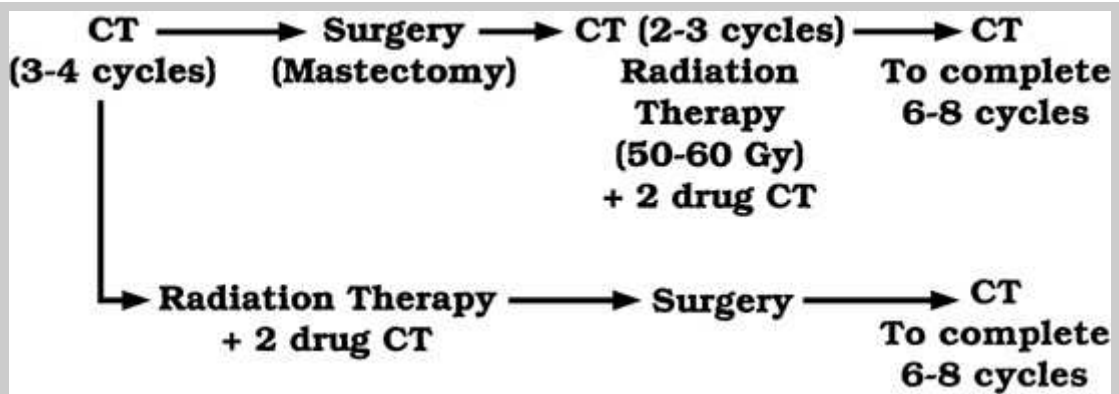 CT Surgery CT (2-3 cycles) CT
(3-4 cycles) (Mastectomy) Radiation To complete
Therapy 6-8 cycles
(50-60 Gy)
+ 2 drug CT
Radiation Therapy Surgery CT
+ 2 drug CT To complete
6-8 cycles